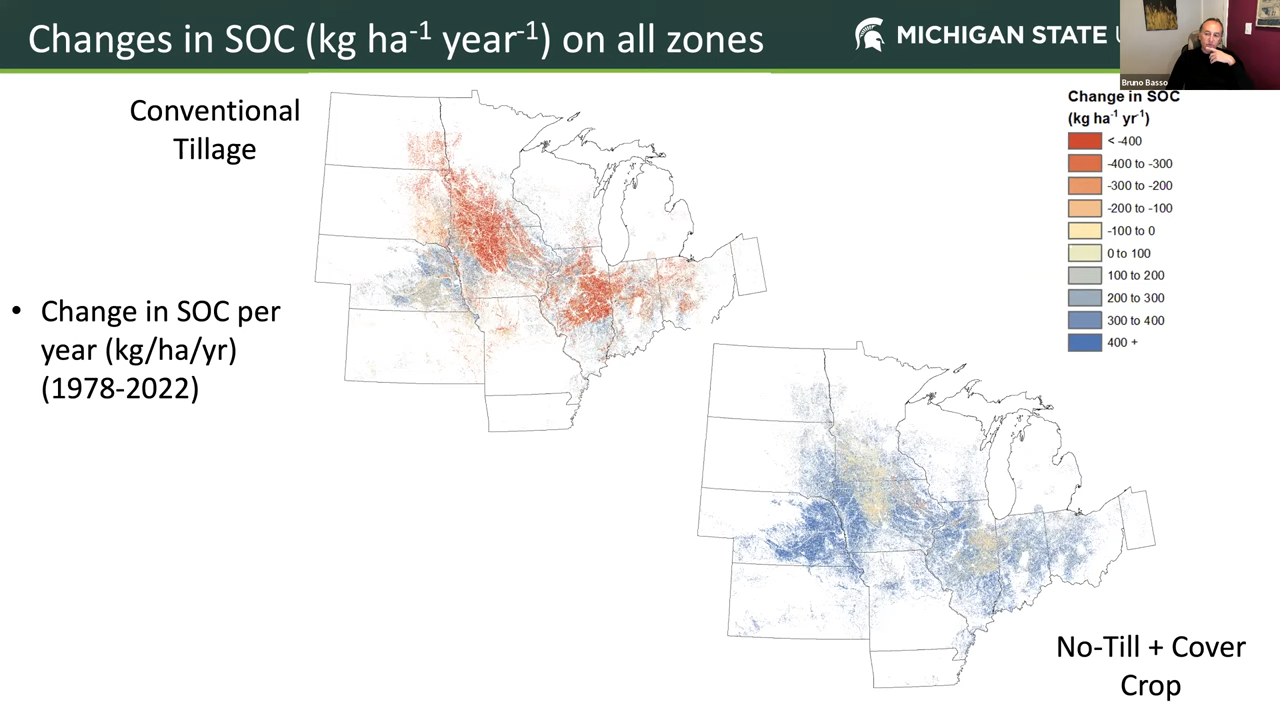 Changes in SOC (kg ha-1 year-1) on all zones
MICHIGAN STATE
Bruno Basso
Conventional
Tillage
• Change in SOC per
year (kg/ha/yr)
(1978-2022)
Change in SOC
(kg ha-1 yr-1)
< -400
-400 to -300
-300 to -200
-200 to -100
-100 to 0
0 to 100
100 to 200
200 to 300
300 to 400
400 +
No-Till + Cover
Crop